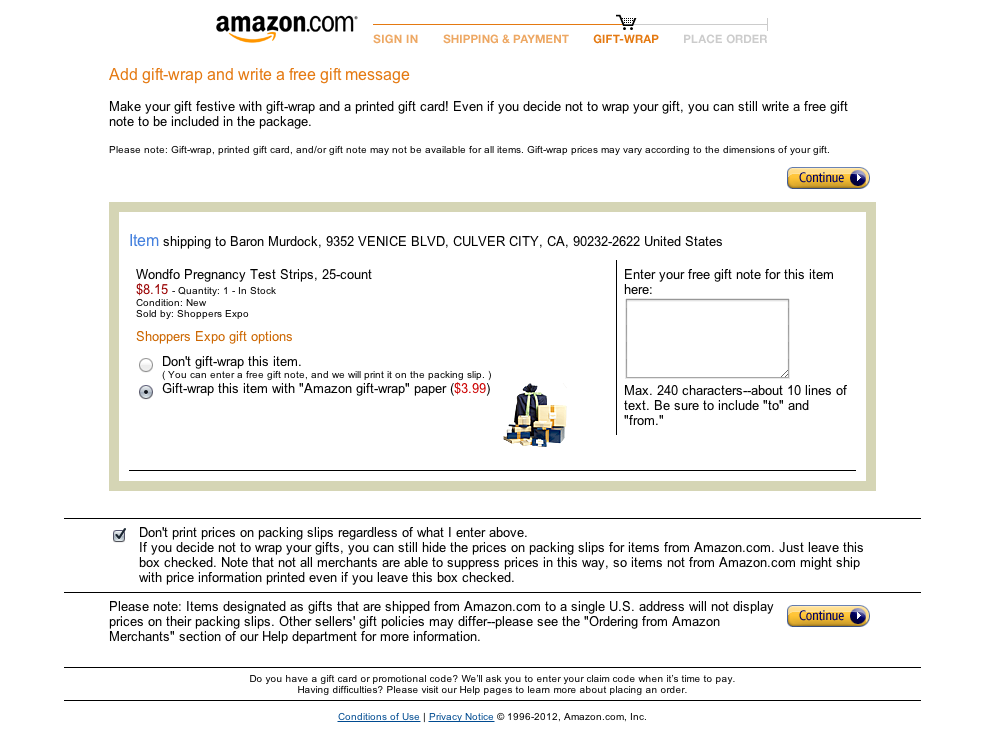 amazon.com
SIGN IN SHIPPING & PAYMENT GIFT-WRAP PLACE ORDER
Add gift-wrap and write a free gift message
Make your gift festive with gift-wrap and a printed gift card! Even if you decide not to wrap your gift, you can still write a free gift
note to be included in the package.
Please note: Gift-wrap, printed gift card, and/or gift note may not be available for all items. Gift-wrap prices may vary according to the dimensions of your gift.
Continue
Item shipping to Baron Murdock, 9352 VENICE BLVD, CULVER CITY, CA, 90232-2622 United States
Wondfo Pregnancy Test Strips, 25-count
$8.15 - Quantity: 1 - In Stock
Condition: New
Sold by: Shoppers Expo
Shoppers Expo gift options
Don't gift-wrap this item.
( You can enter a free gift note, and we will print it on the packing slip. )
Gift-wrap this item with "Amazon gift-wrap" paper ($3.99)
Enter your free gift note for this item
here:
Max. 240 characters--about 10 lines of
text. Be sure to include "to" and
"from."
Don't print prices on packing slips regardless of what I enter above.
If you decide not to wrap your gifts, you can still hide the prices on packing slips for items from Amazon.com. Just leave this
box checked. Note that not all merchants are able to suppress prices in this way, so items not from Amazon.com might ship
with price information printed even if you leave this box checked.
Please note: Items designated as gifts that are shipped from Amazon.com to a single U.S. address will not display
prices on their packing slips. Other sellers' gift policies may differ--please see the "Ordering from Amazon
Merchants" section of our Help department for more information.
Continue
Do you have a gift card or promotional code? We'll ask you to enter your claim code when it's time to pay.
Having difficulties? Please visit our Help pages to learn more about placing an order.
Conditions of Use | Privacy Notice © 1996-2012, Amazon.com, Inc.